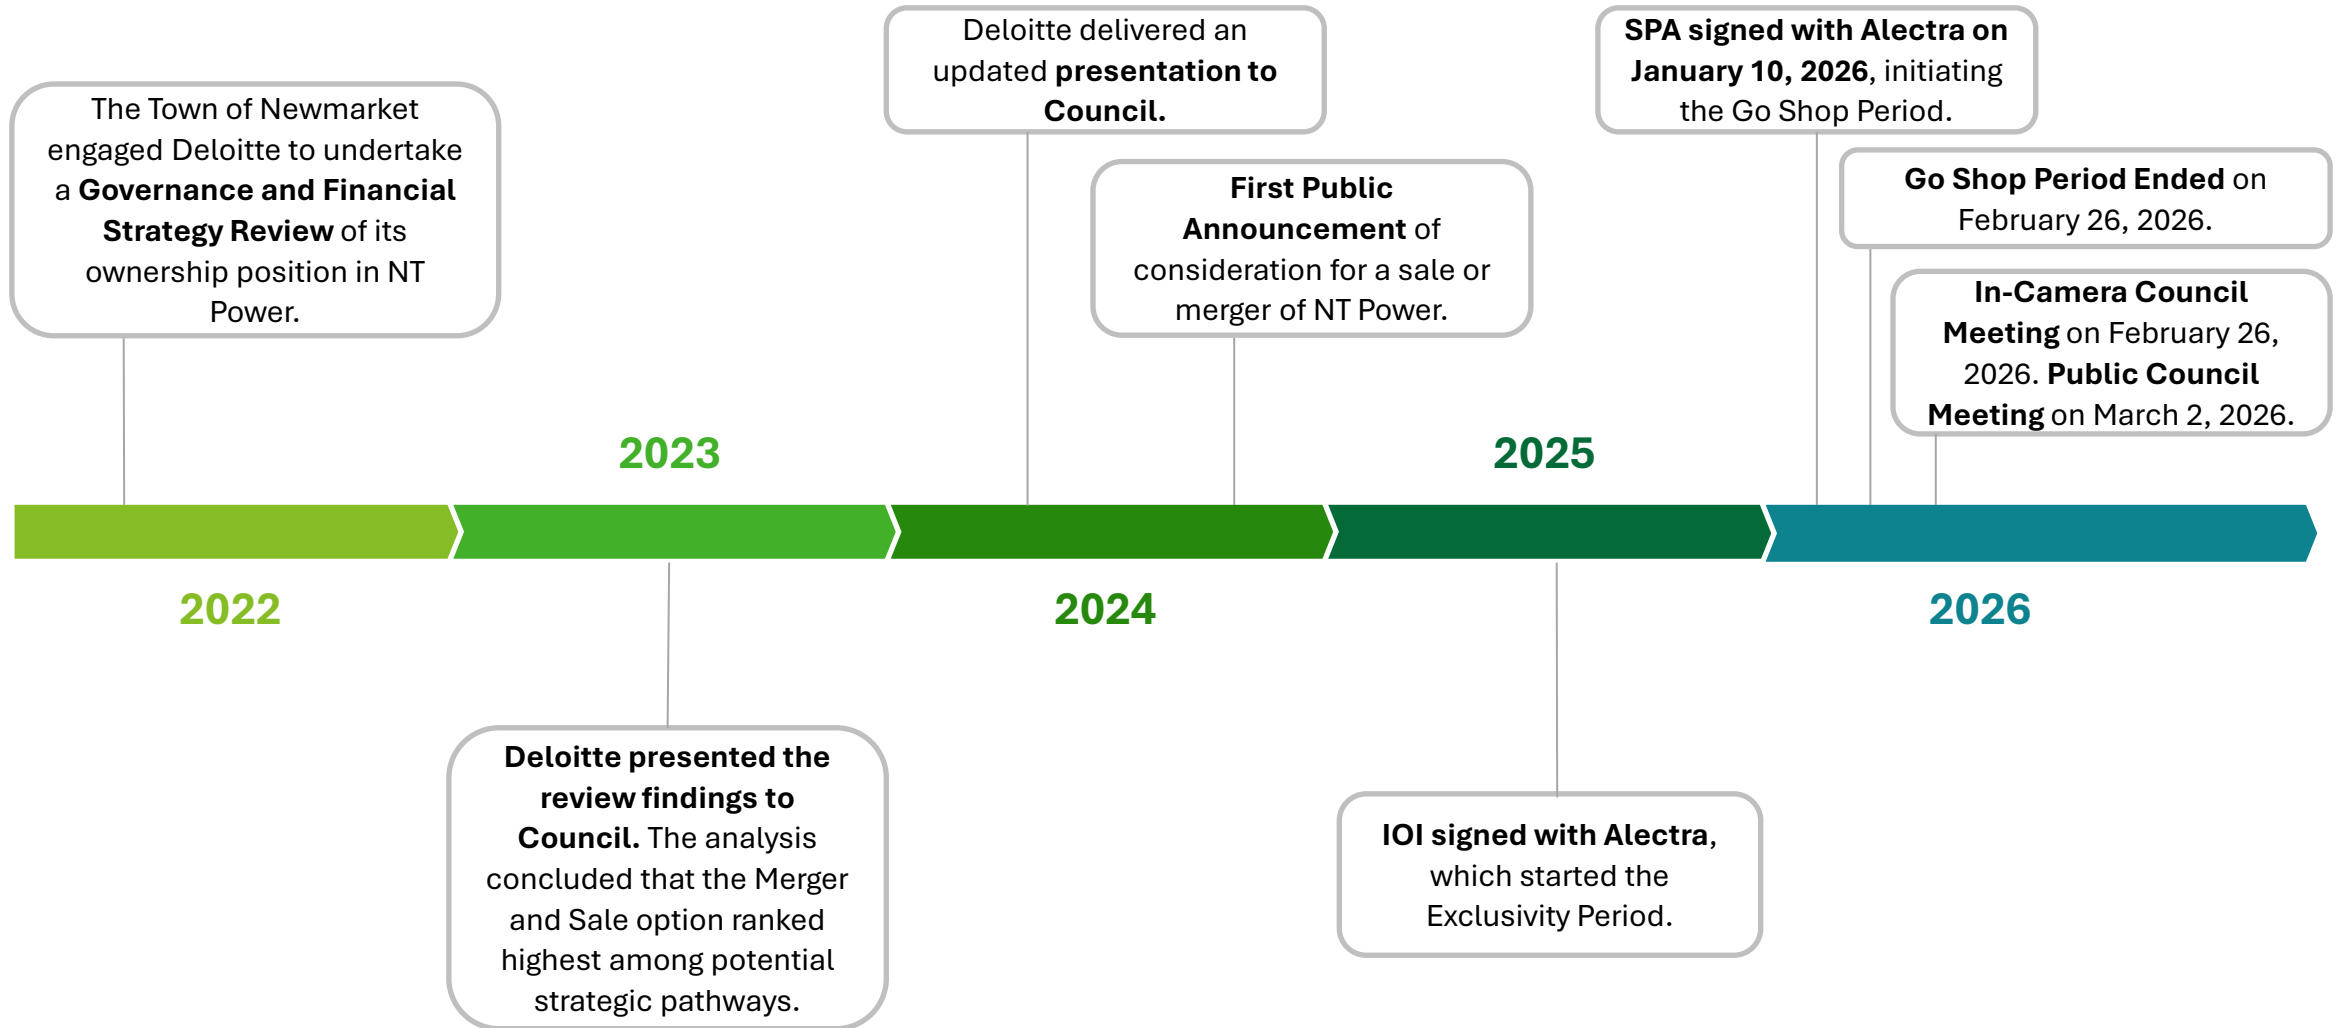 The Town of Newmarket
engaged Deloitte to undertake
a Governance and Financial
Strategy Review of its
ownership position in NT
Power.
Deloitte delivered an
updated presentation to
Council.
First Public
Announcement of
consideration for a sale or
merger of NT Power.
SPA signed with Alectra on
January 10, 2026, initiating
the Go Shop Period.
Go Shop Period Ended on
February 26, 2026.
In-Camera Council
Meeting on February 26,
2026. Public Council
Meeting on March 2, 2026.
2023
2025
2022
2024
2026
Deloitte presented the
review findings to
Council. The analysis
concluded that the Merger
and Sale option ranked
highest among potential
strategic pathways.
IOI signed with Alectra,
which started the
Exclusivity Period.